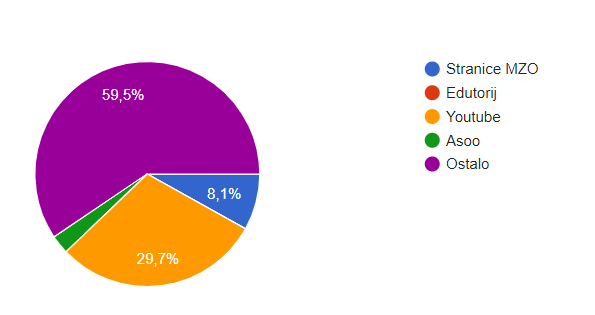 59,5%
8,1%
29,7%
Stranice MZO
Edutorij
Youtube
Asoo
Ostalo